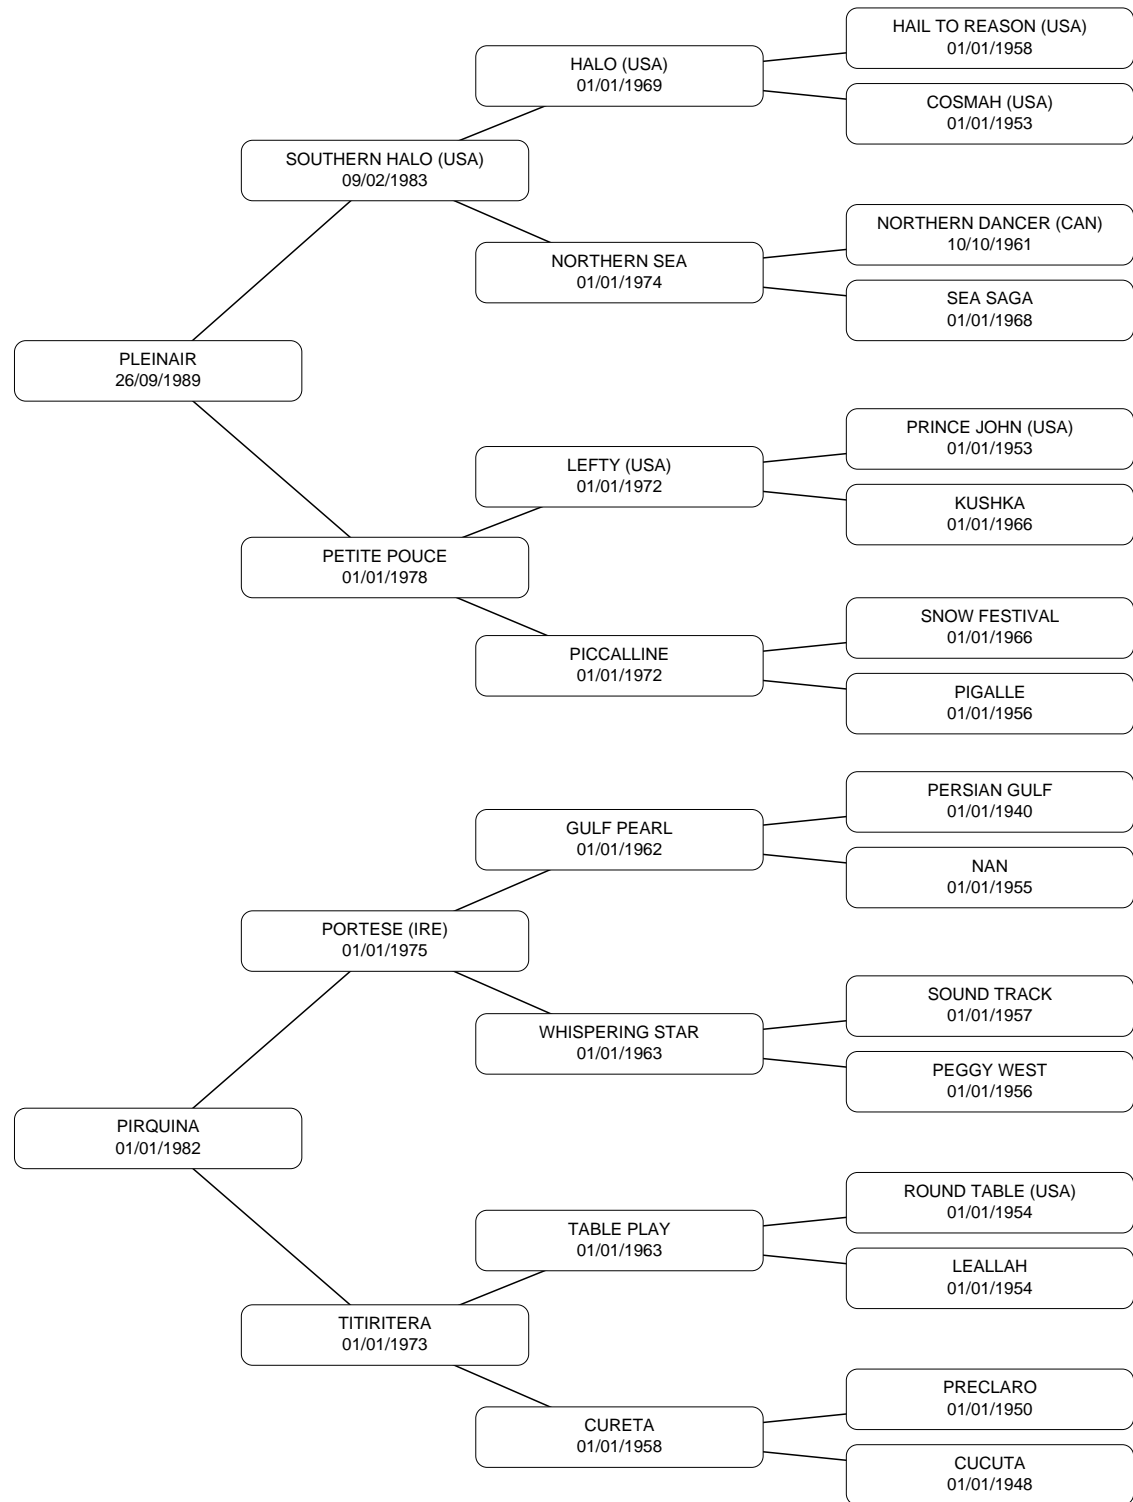 HAIL TO REASON (USA)
01/01/1958
HALO (USA)
01/01/1969
COSMAH (USA)
01/01/1953
SOUTHERN HALO (USA)
09/02/1983
NORTHERN DANCER (CAN)
10/10/1961
NORTHERN SEA
01/01/1974
SEA SAGA
01/01/1968
PLEINAIR
26/09/1989
PRINCE JOHN (USA)
01/01/1953
LEFTY (USA)
01/01/1972
KUSHKA
01/01/1966
PETITE POUCE
01/01/1978
SNOW FESTIVAL
01/01/1966
PICCALLINE
01/01/1972
PIGALLE
01/01/1956
PERSIAN GULF
01/01/1940
GULF PEARL
01/01/1962
NAN
01/01/1955
PORTESE (IRE)
01/01/1975
SOUND TRACK
01/01/1957
WHISPERING STAR
01/01/1963
PEGGY WEST
01/01/1956
PIRQUINA
01/01/1982
ROUND TABLE (USA)
01/01/1954
TABLE PLAY
01/01/1963
LEALLAH
01/01/1954
TITIRITERA
01/01/1973
PRECLARO
01/01/1950
CURETA
01/01/1958
CUCUTA
01/01/1948